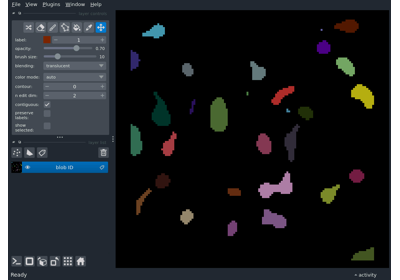 File View Plugins Window Help
label: 1
opacity: 0.70
brush size: 10
blending: translucent
color mode: auto
contour: 0
n edit dim: 2
contiguous:
preserve
labels:
show
selected:
blob ID
Ready
activity